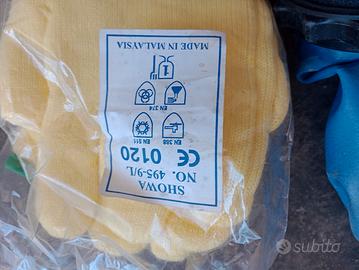 SHOWA
NO. 495-9/L
CE 0120
EN 511
EN 388
EN 374
1
MADE IN MALAYSIA
subito